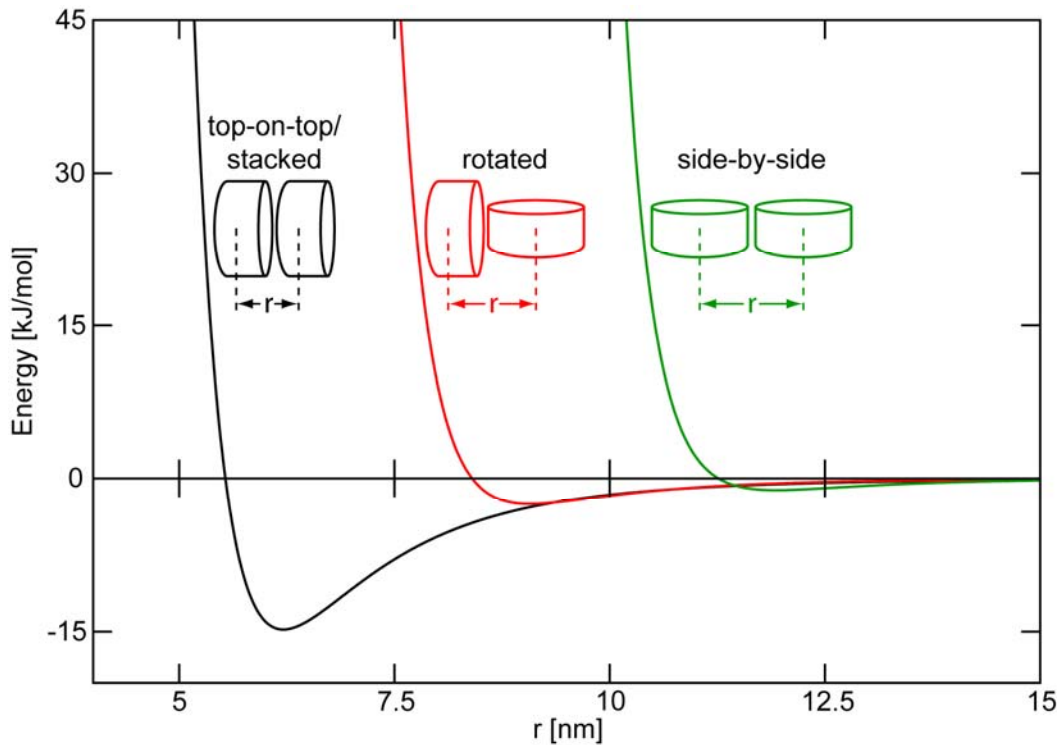 45
30
15
0
-15
Energy [kJ/mol]
top-on-top/
stacked
r
rotated
r
side-by-side
r
5
7.5
10
12.5
15
r [nm]